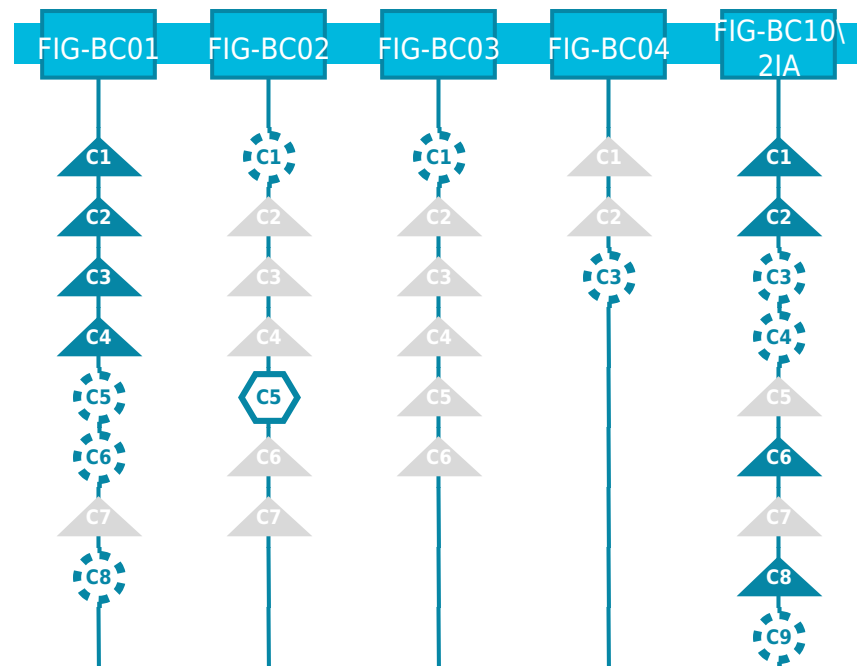 FIG-BC01 FIG-BC02 FIG-BC03 FIG-BC04 FIG-BC10\
2IA
C1 C1 C1 C1 C1
C2 C2 C2 C2 C2
C3 C3 C3 C3 C3
C4 C4 C4 C4
C5 C5 C5 C5
C6 C6 C6 C6
C7 C7 C7
C8 C8
C9